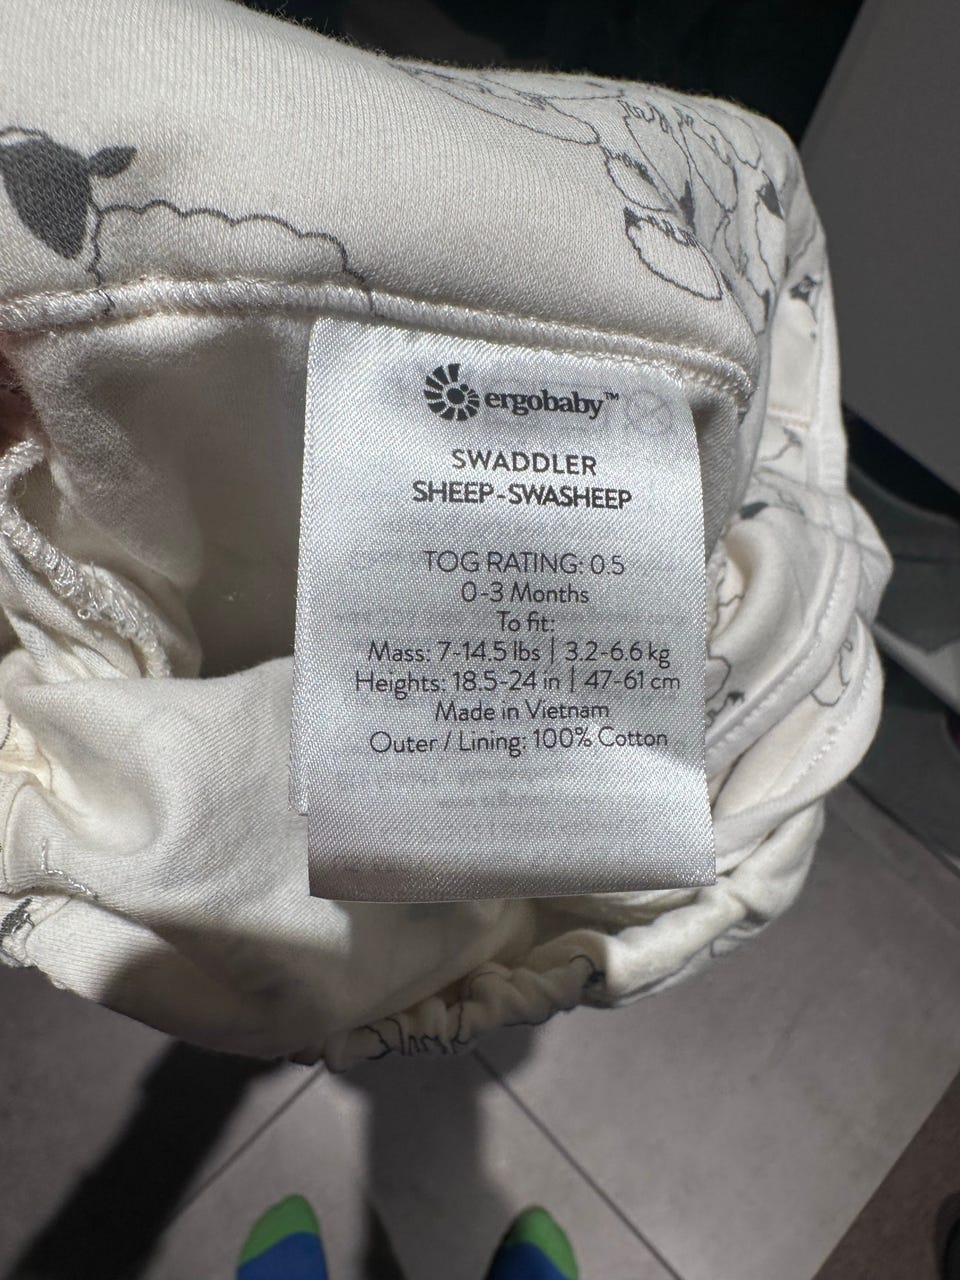 ergobaby™
SWADDLER
SHEEP-SWASHEEP
TOG RATING: 0.5
0-3 Months
To fit:
Mass: 7-14.5 lbs | 3.2-6.6 kg
Heights: 18.5-24 in | 47-61 cm
Made in Vietnam
Outer / Lining: 100% Cotton